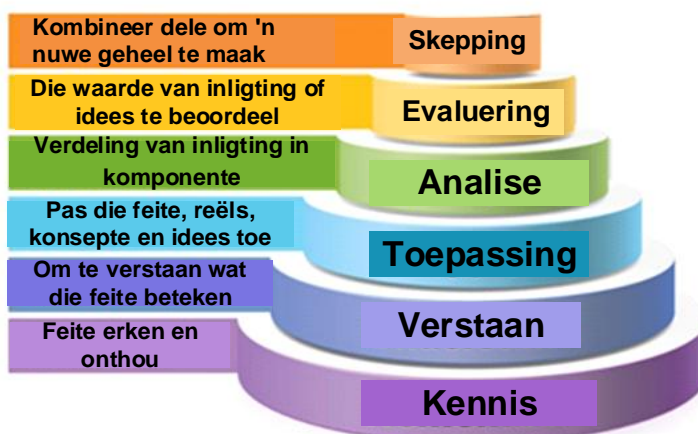 Kombineer dele om 'n
nuwe geheel te maak
Skepping
Die waarde van inligting of
idees te beoordeel
Evaluering
Verdeling van inligting in
komponente
Analise
Pas die feite, reëls,
konsepte en idees toe
Toepassing
Om te verstaan wat
die feite beteken
Verstaan
Feite erken en
onthou
Kennis